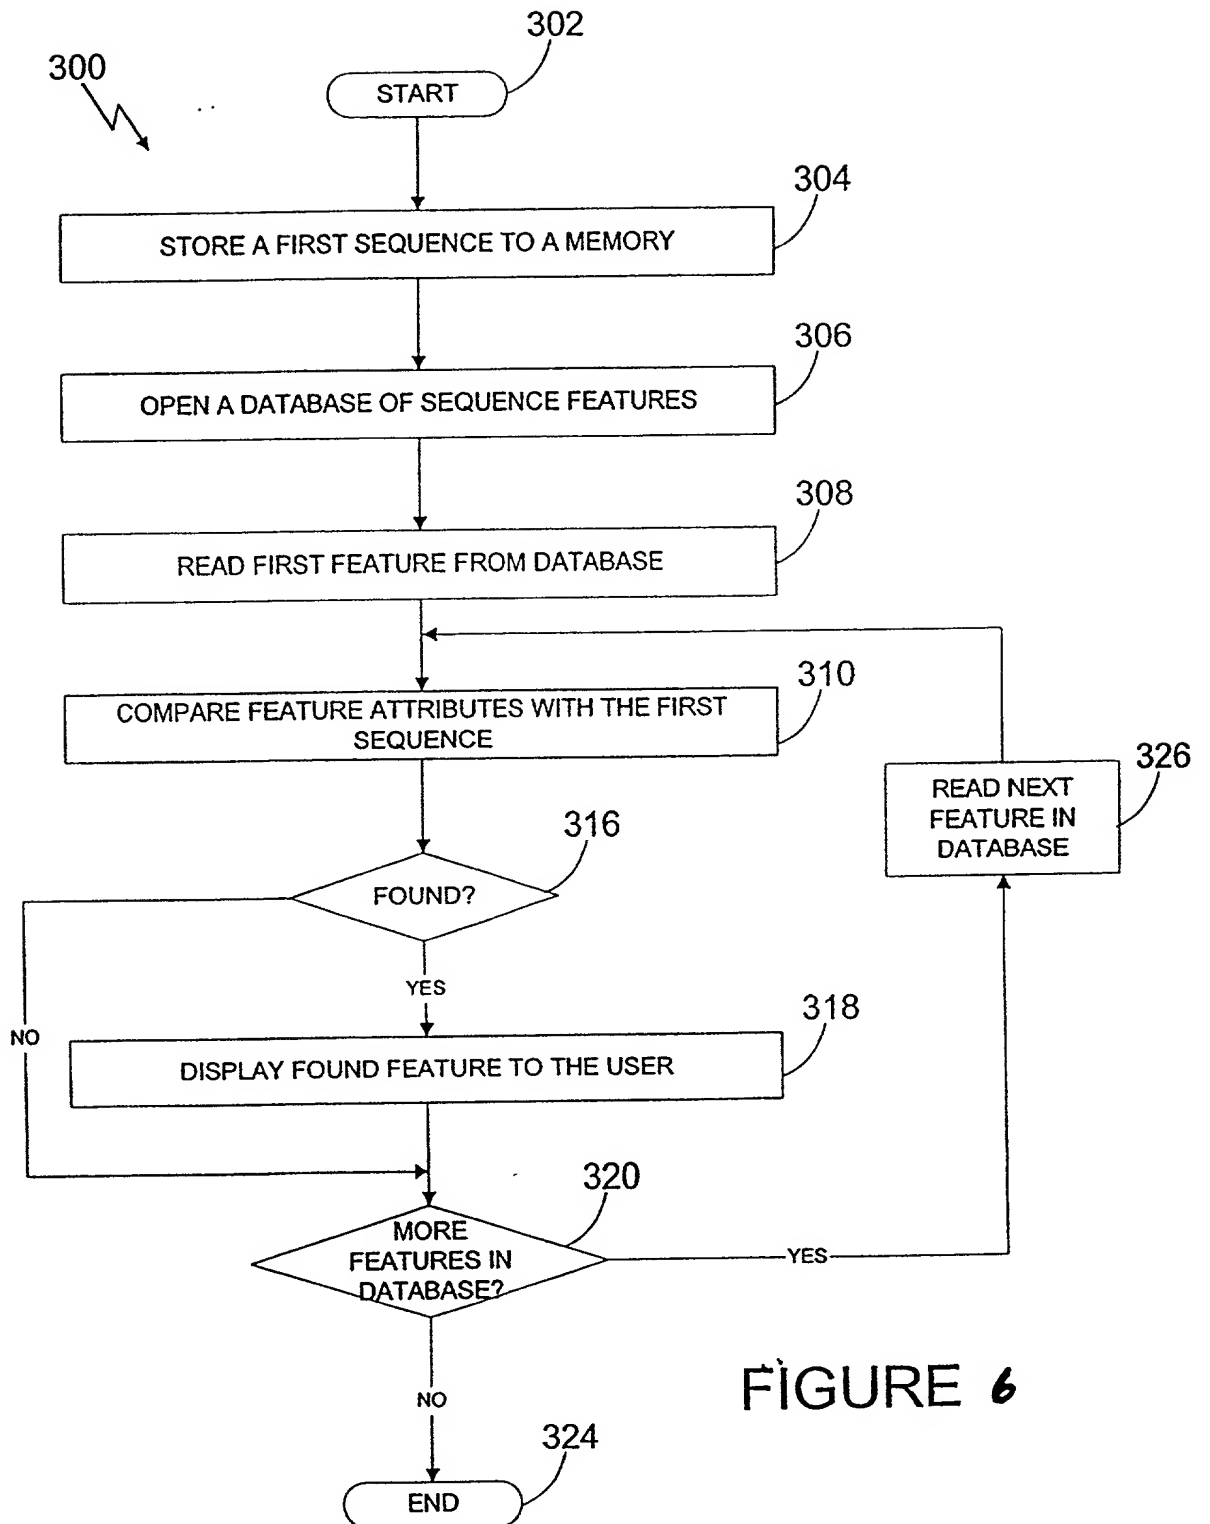 302
300
START
304
STORE A FIRST SEQUENCE TO A MEMORY
306
OPEN A DATABASE OF SEQUENCE FEATURES
308
READ FIRST FEATURE FROM DATABASE
310
COMPARE FEATURE ATTRIBUTES WITH THE FIRST
SEQUENCE
326
READ NEXT
FEATURE IN
DATABASE
316
FOUND?
YES
NO
318
DISPLAY FOUND FEATURE TO THE USER
320
MORE
FEATURES IN
DATABASE?
YES
NO
FIGURE 6
324
END